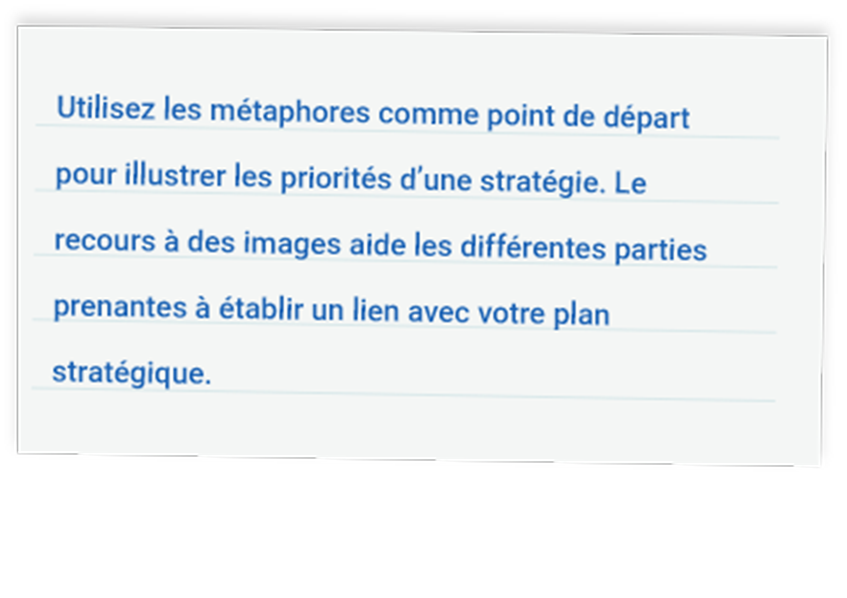 Utilisez les métaphores comme point de départ
pour illustrer les priorités d’une stratégie. Le
recours à des images aide les différentes parties
prenantes à établir un lien avec votre plan
stratégique.